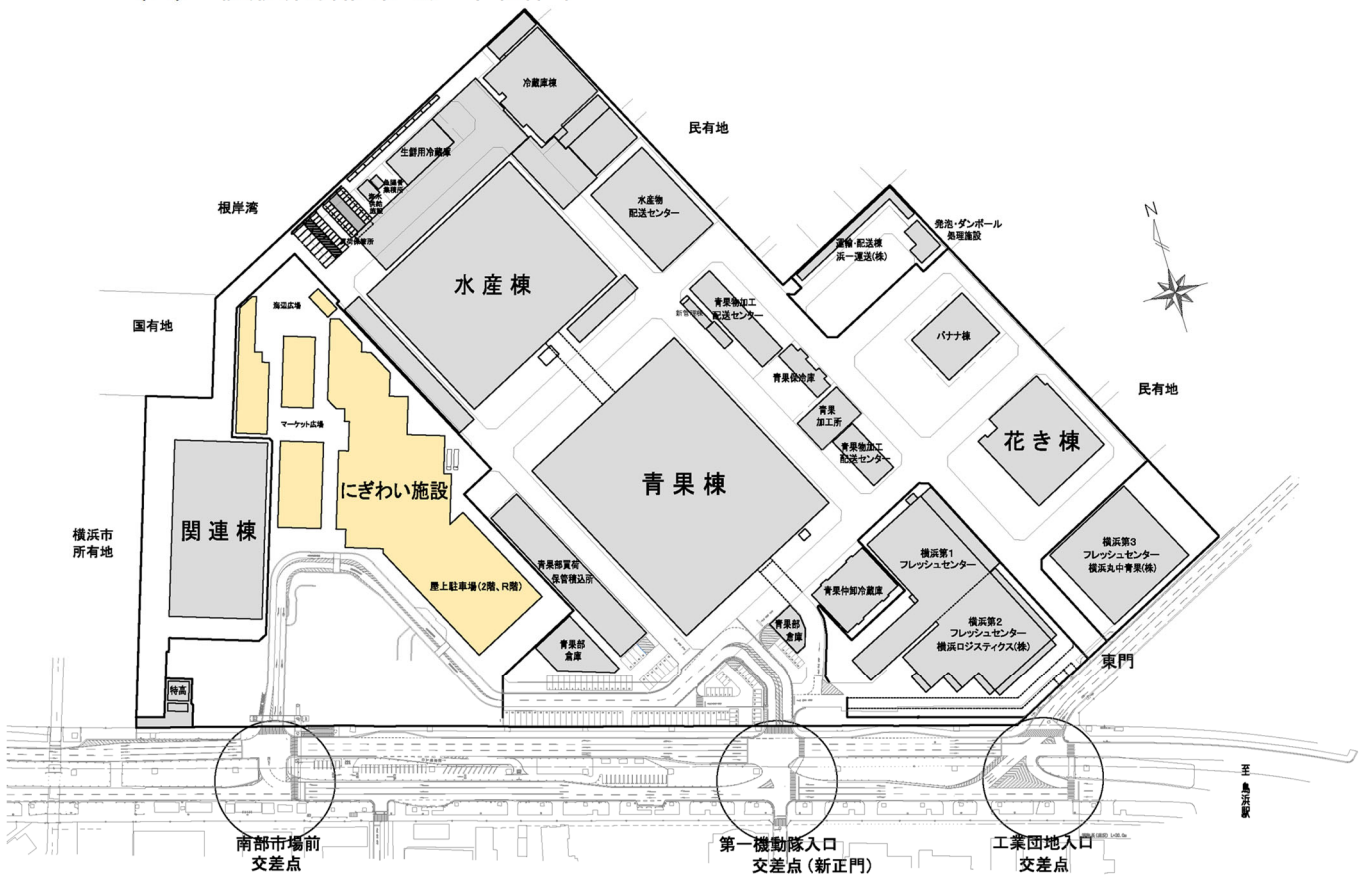 冷蔵庫棟
民有地
生鮮用冷蔵庫
根岸湾
水産物
配送センター
発泡・ダンボール
処理施設
運輸・配送棟
浜一運送(株)
N
水産棟
海辺広場
国有地
青果物加工
配送センター
バナナ棟
青果保冷庫
民有地
マーケット広場
青果
加工所
青果物加工
配送センター
花き棟
にぎわい施設
青果棟
横浜市
所有地
関連棟
横浜第1
フレッシュセンター
横浜第3
フレッシュセンター
横浜丸中青果(株)
青果部買荷
保管積込所
屋上駐車場(2階、R階)
青果仲卸冷蔵庫
横浜第2
フレッシュセンター
横浜ロジスティクス(株)
青果部
倉庫
青果部
倉庫
東門
特高
至 鳥浜駅
南部市場前
交差点
第一機動隊入口
交差点(新正門)
工業団地入口
交差点